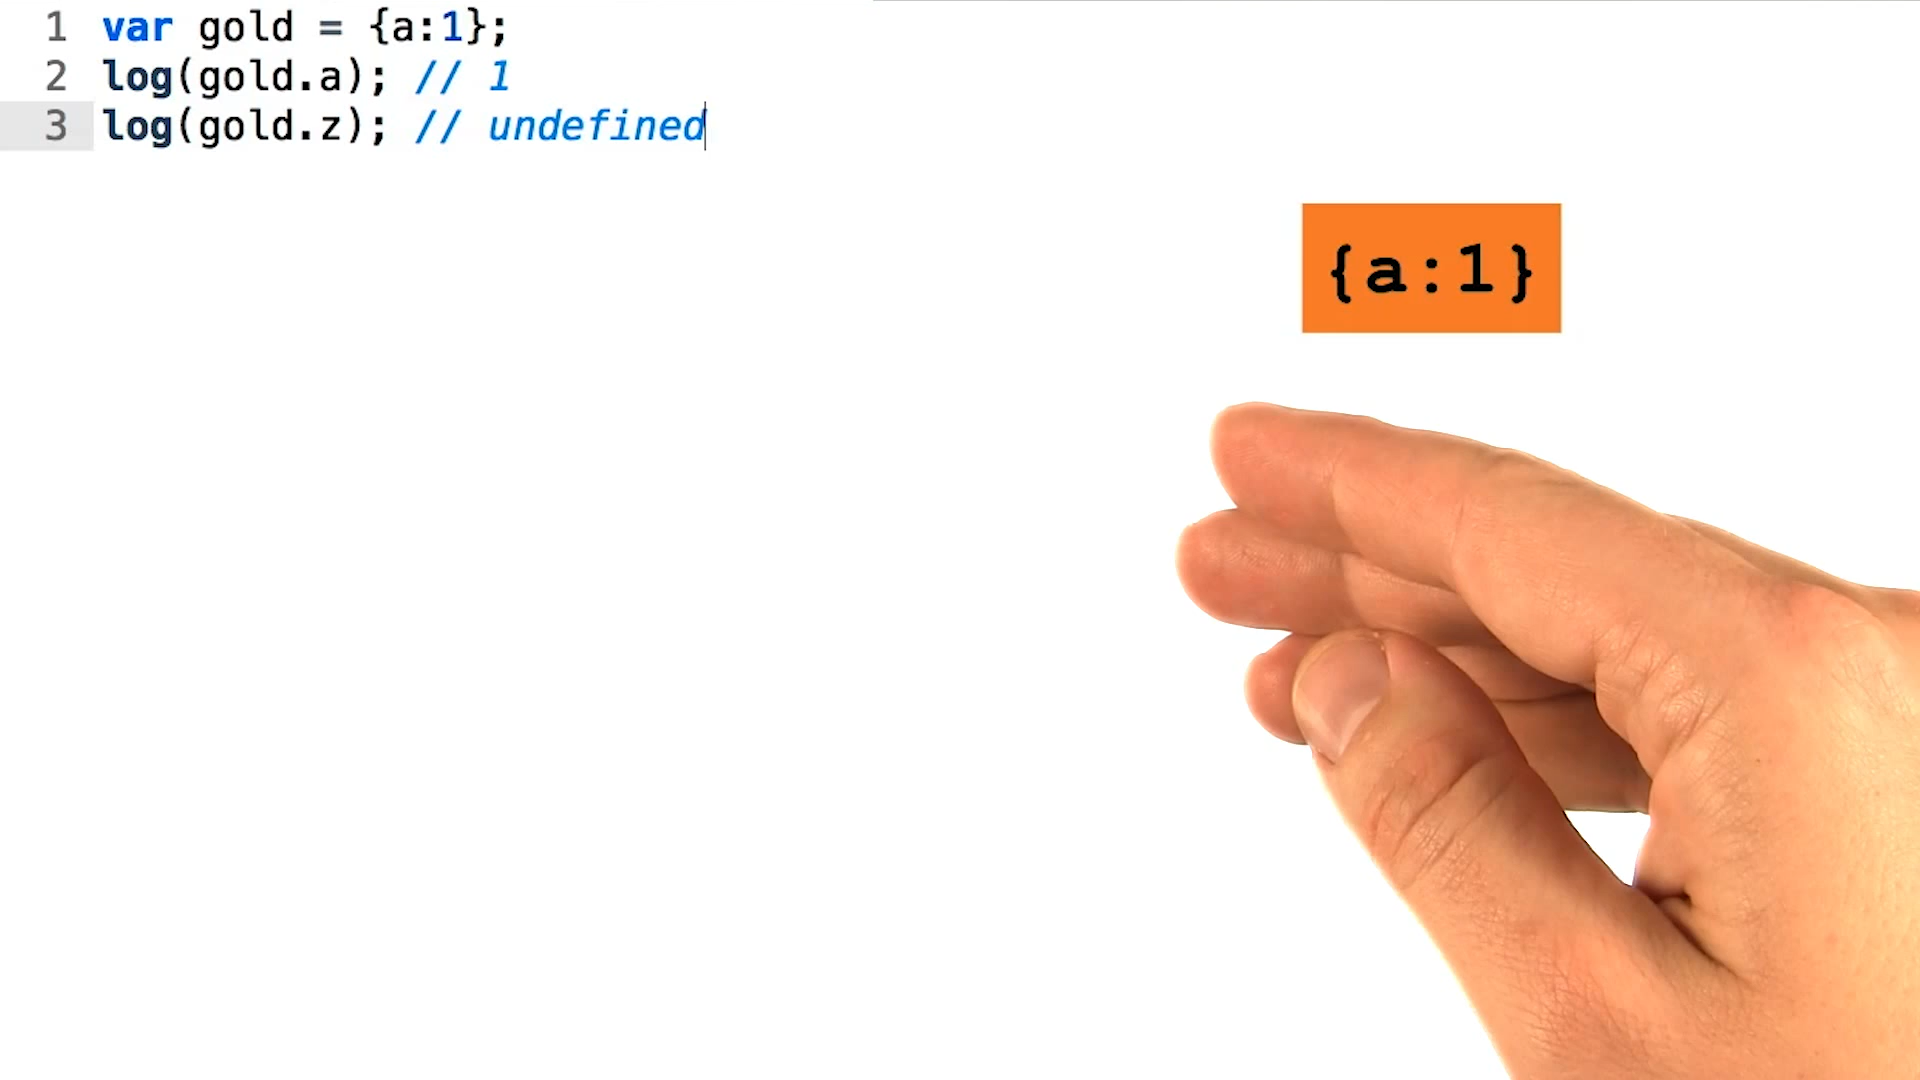 1 var gold = {a:1};
2 log(gold.a); // 1
3 log(gold.z); // undefined
{a:1}